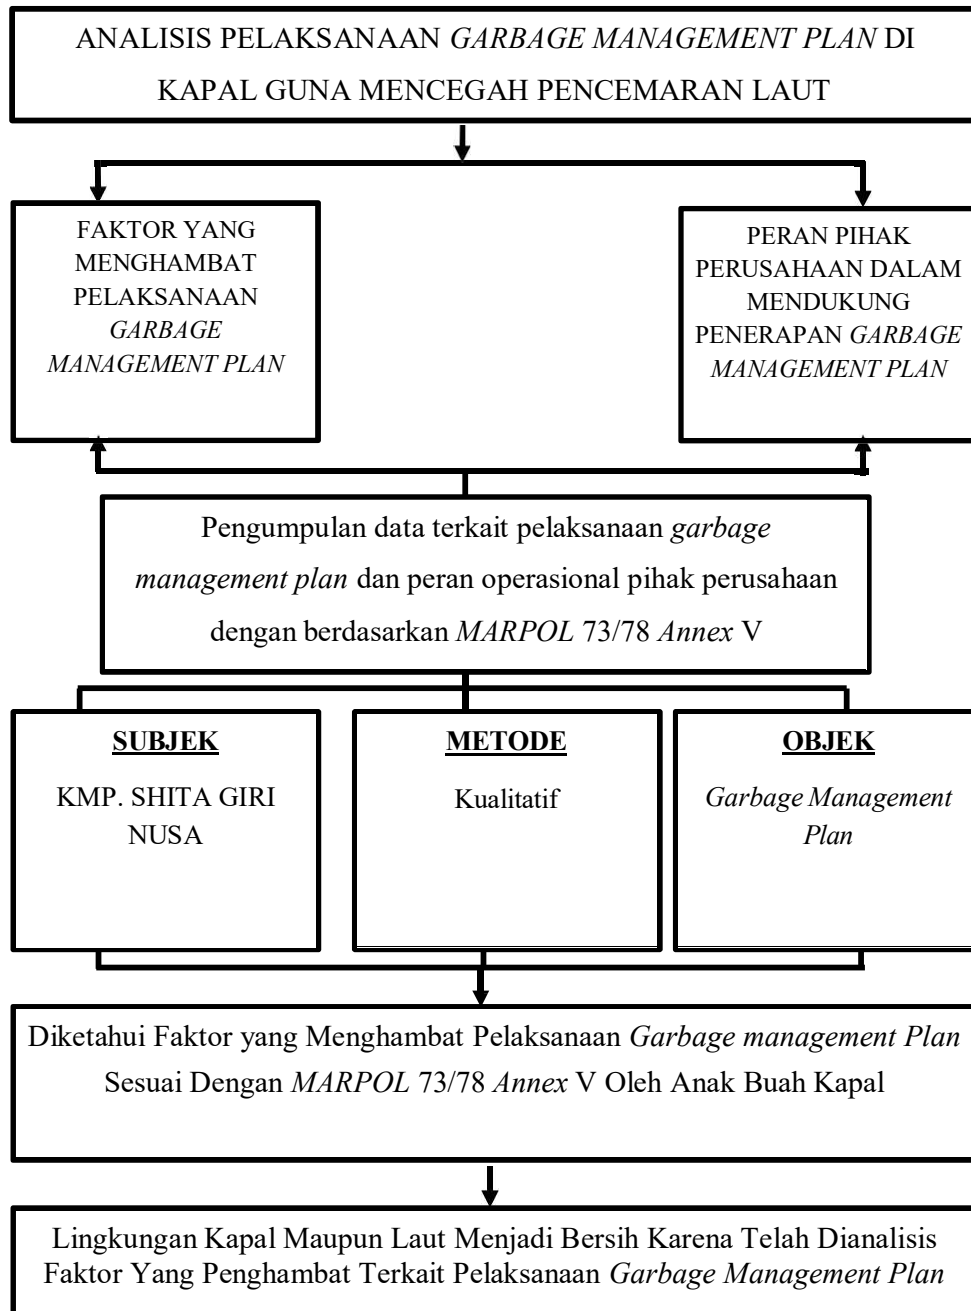 ANALISIS PELAKSANAAN GARBAGE MANAGEMENT PLAN DI
KAPAL GUNA MENCEGAH PENCEMARAN LAUT
FAKTOR YANG
MENGHAMBAT
PELAKSANAAN
GARBAGE
MANAGEMENT PLAN
PERAN PIHAK
PERUSAHAAN DALAM
MENDUKUNG
PENERAPAN GARBAGE
MANAGEMENT PLAN
Pengumpulan data terkait pelaksanaan garbage
management plan dan peran operasional pihak perusahaan
dengan berdasarkan MARPOL 73/78 Annex V
SUBJEK
KMP. SHITA GIRI
NUSA
METODE
Kualitatif
OBJEK
Garbage Management
Plan
Diketahui Faktor yang Menghambat Pelaksanaan Garbage management Plan
Sesuai Dengan MARPOL 73/78 Annex V Oleh Anak Buah Kapal
Lingkungan Kapal Maupun Laut Menjadi Bersih Karena Telah Dianalisis
Faktor Yang Penghambat Terkait Pelaksanaan Garbage Management Plan